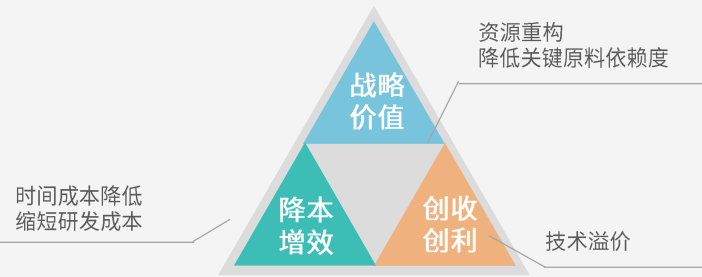 资源重构
降低关键原料依赖度
战略
价值
时间成本降低
缩短研发成本
降本
增效
创收
创利
技术溢价